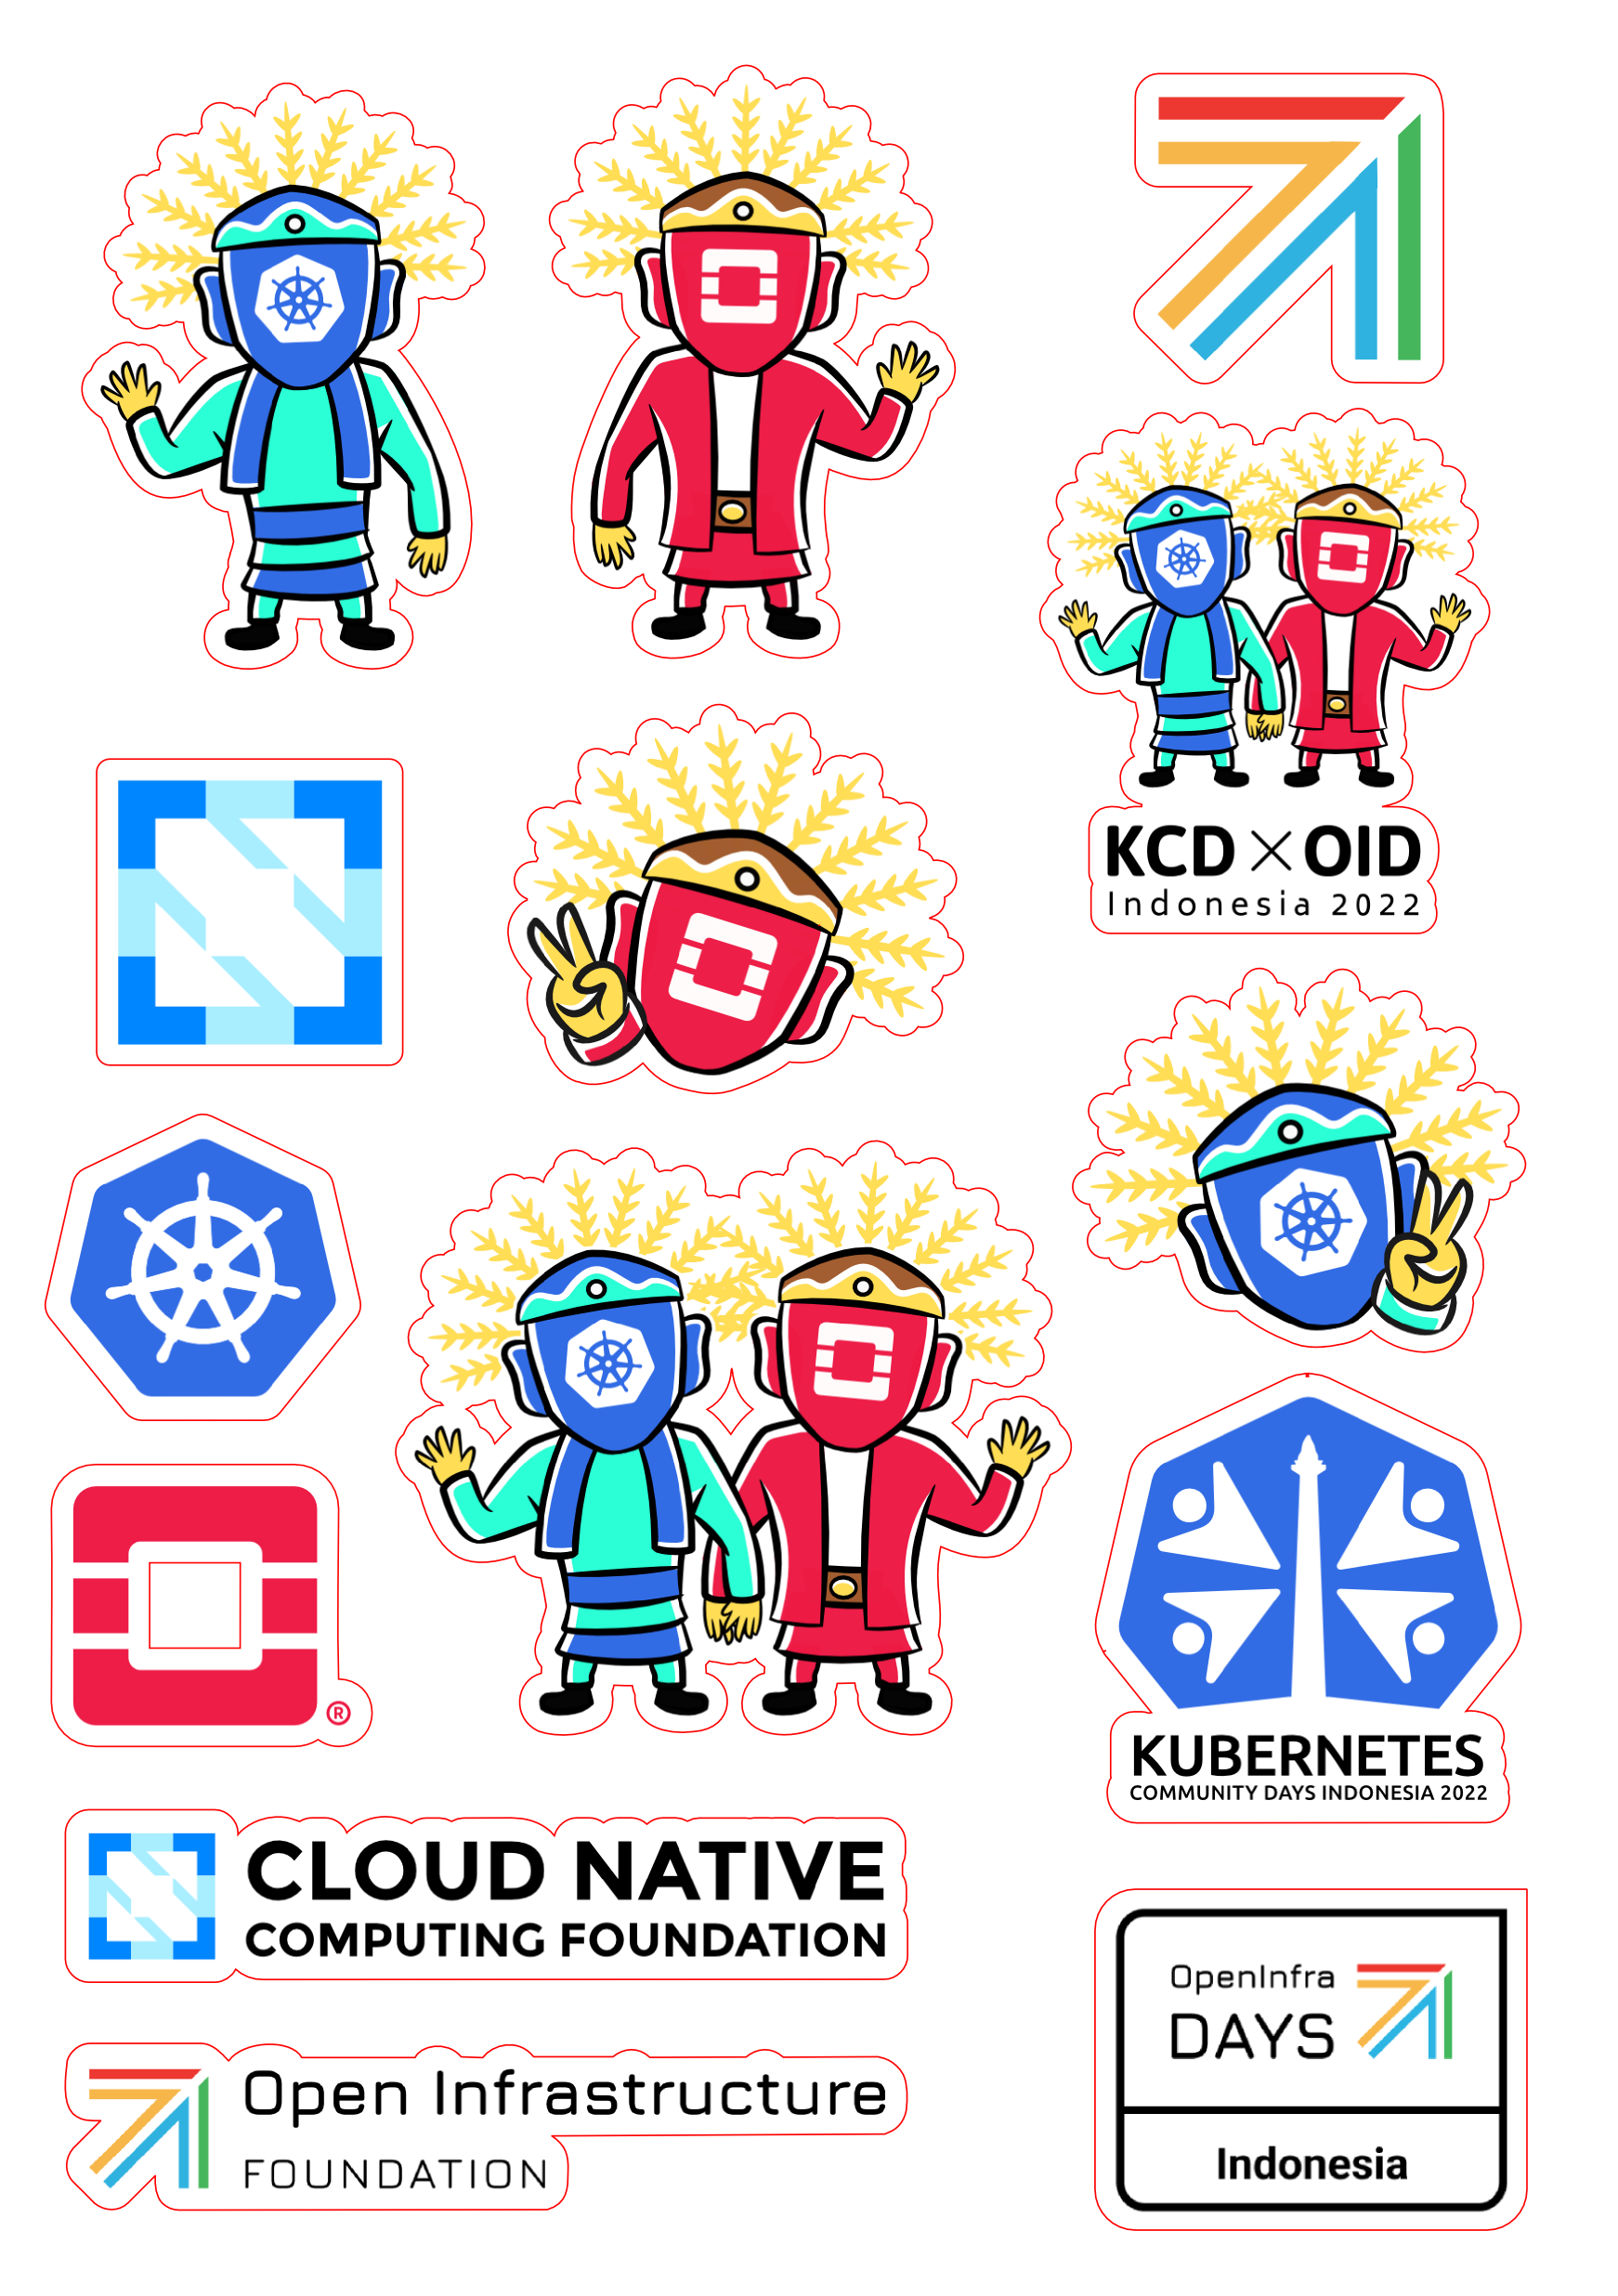 KCD × OID
Indonesia 2022
®
KUBERNETES
COMMUNITY DAYS INDONESIA 2022
CLOUD NATIVE
COMPUTING FOUNDATION
OpenInfra
DAYS
Indonesia
Open Infrastructure
FOUNDATION